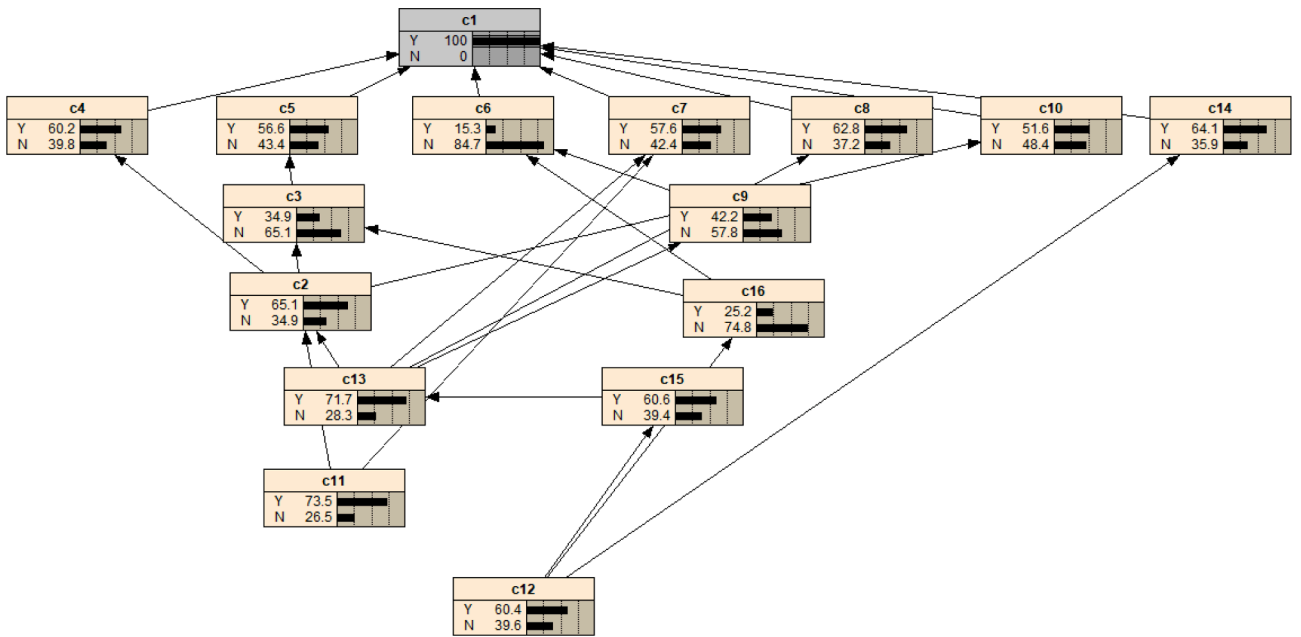 c1
Y 100
N 0
c4
Y 60.2
N 39.8
c5
Y 56.6
N 43.4
c6
Y 15.3
N 84.7
c7
Y 57.6
N 42.4
c8
Y 62.8
N 37.2
c10
Y 51.6
N 48.4
c14
Y 64.1
N 35.9
c3
Y 34.9
N 65.1
c9
Y 42.2
N 57.8
c2
Y 65.1
N 34.9
c16
Y 25.2
N 74.8
c13
Y 71.7
N 28.3
c15
Y 60.6
N 39.4
c11
Y 73.5
N 26.5
c12
Y 60.4
N 39.6